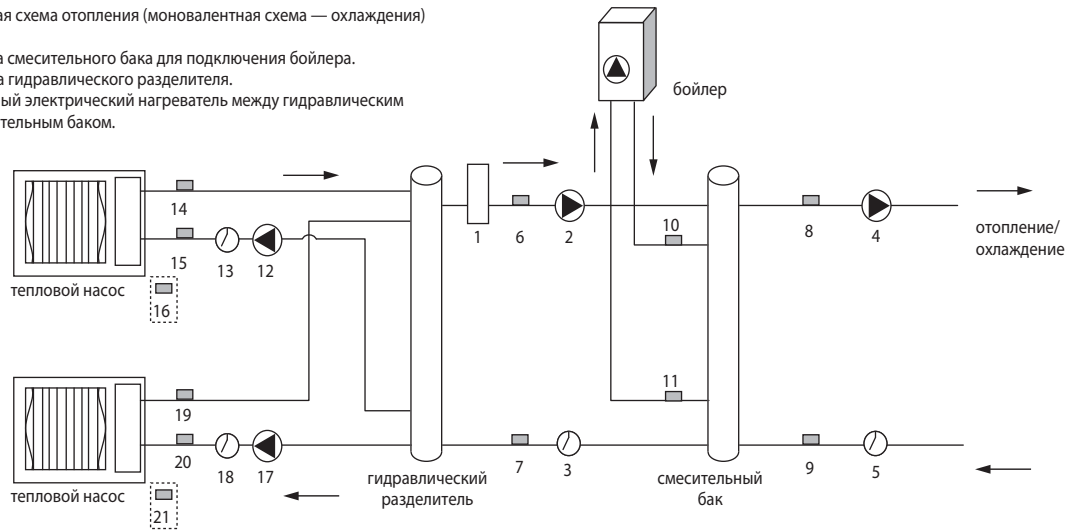 ая схема отопления (моновалентная схема — охлаждения)
а смесительного бака для подключения бойлера.
а гидравлического разделителя.
ный электрический нагреватель между гидравлическим
тельным баком.
бойлер
14
1
6
2
10
8
4
отопление/
охлаждение
15
13
12
тепловой насос
16
11
19
20
18
17
7
3
9
5
гидравлический
разделитель
смесительный
бак
тепловой насос
21